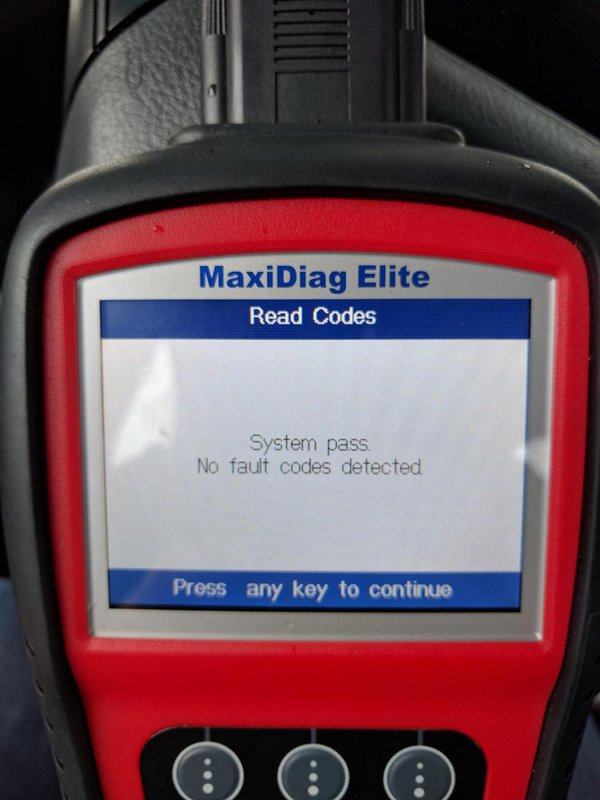 MaxiDiag Elite
Read Codes
System pass.
No fault codes detected.
Press any key to continue